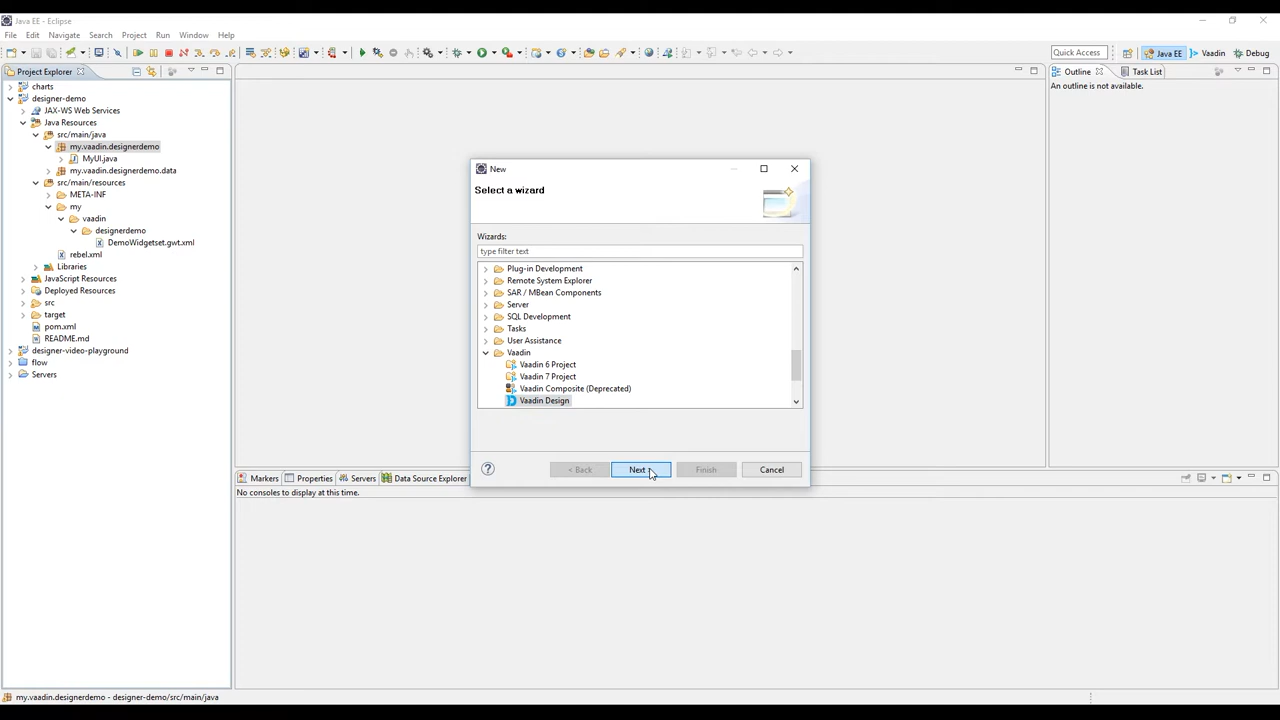 Java EE - Eclipse
File Edit Navigate Search Project Run Window Help
Quick Access Java EE Vaadin Debug
Project Explorer
charts
designer-demo
JAX-WS Web Services
Java Resources
src/main/java
my.vaadin.designerdemo
MyUI.java
my.vaadin.designerdemo.data
src/main/resources
META-INF
my
vaadin
designerdemo
DemoWidgetset.gwt.xml
rebel.xml
Libraries
JavaScript Resources
Deployed Resources
src
target
pom.xml
README.md
designer-video-playground
flow
Servers
New
Select a wizard
Wizards:
type filter text
Plug-in Development
Remote System Explorer
SAR / MBean Components
Server
SQL Development
Tasks
User Assistance
Vaadin
Vaadin 6 Project
Vaadin 7 Project
Vaadin Composite (Deprecated)
Vaadin Design
< Back Next > Finish Cancel
Outline Task List
An outline is not available.
Markers Properties Servers Data Source Explorer
No consoles to display at this time.
my.vaadin.designerdemo - designer-demo/src/main/java